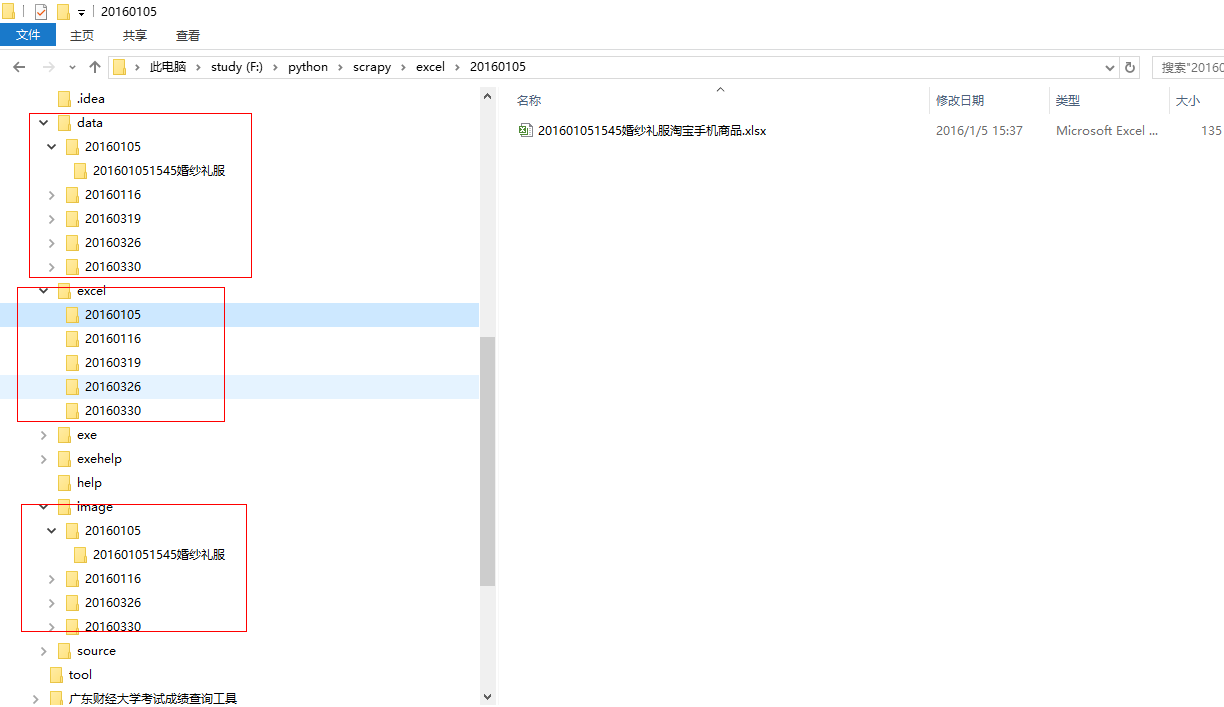 20160105
文件 主页 共享 查看
此电脑 study (F:) python scrapy excel 20160105 搜索"20160
.idea
data
20160105
201601051545婚纱礼服
20160116
20160319
20160326
20160330
excel
20160105
20160116
20160319
20160326
20160330
exe
exehelp
help
image
20160105
201601051545婚纱礼服
20160116
20160326
20160330
source
tool
广东财经大学考试成绩查询工具
名称 修改日期 类型 大小
201601051545婚纱礼服淘宝手机商品.xlsx 2016/1/5 15:37 Microsoft Excel ... 135